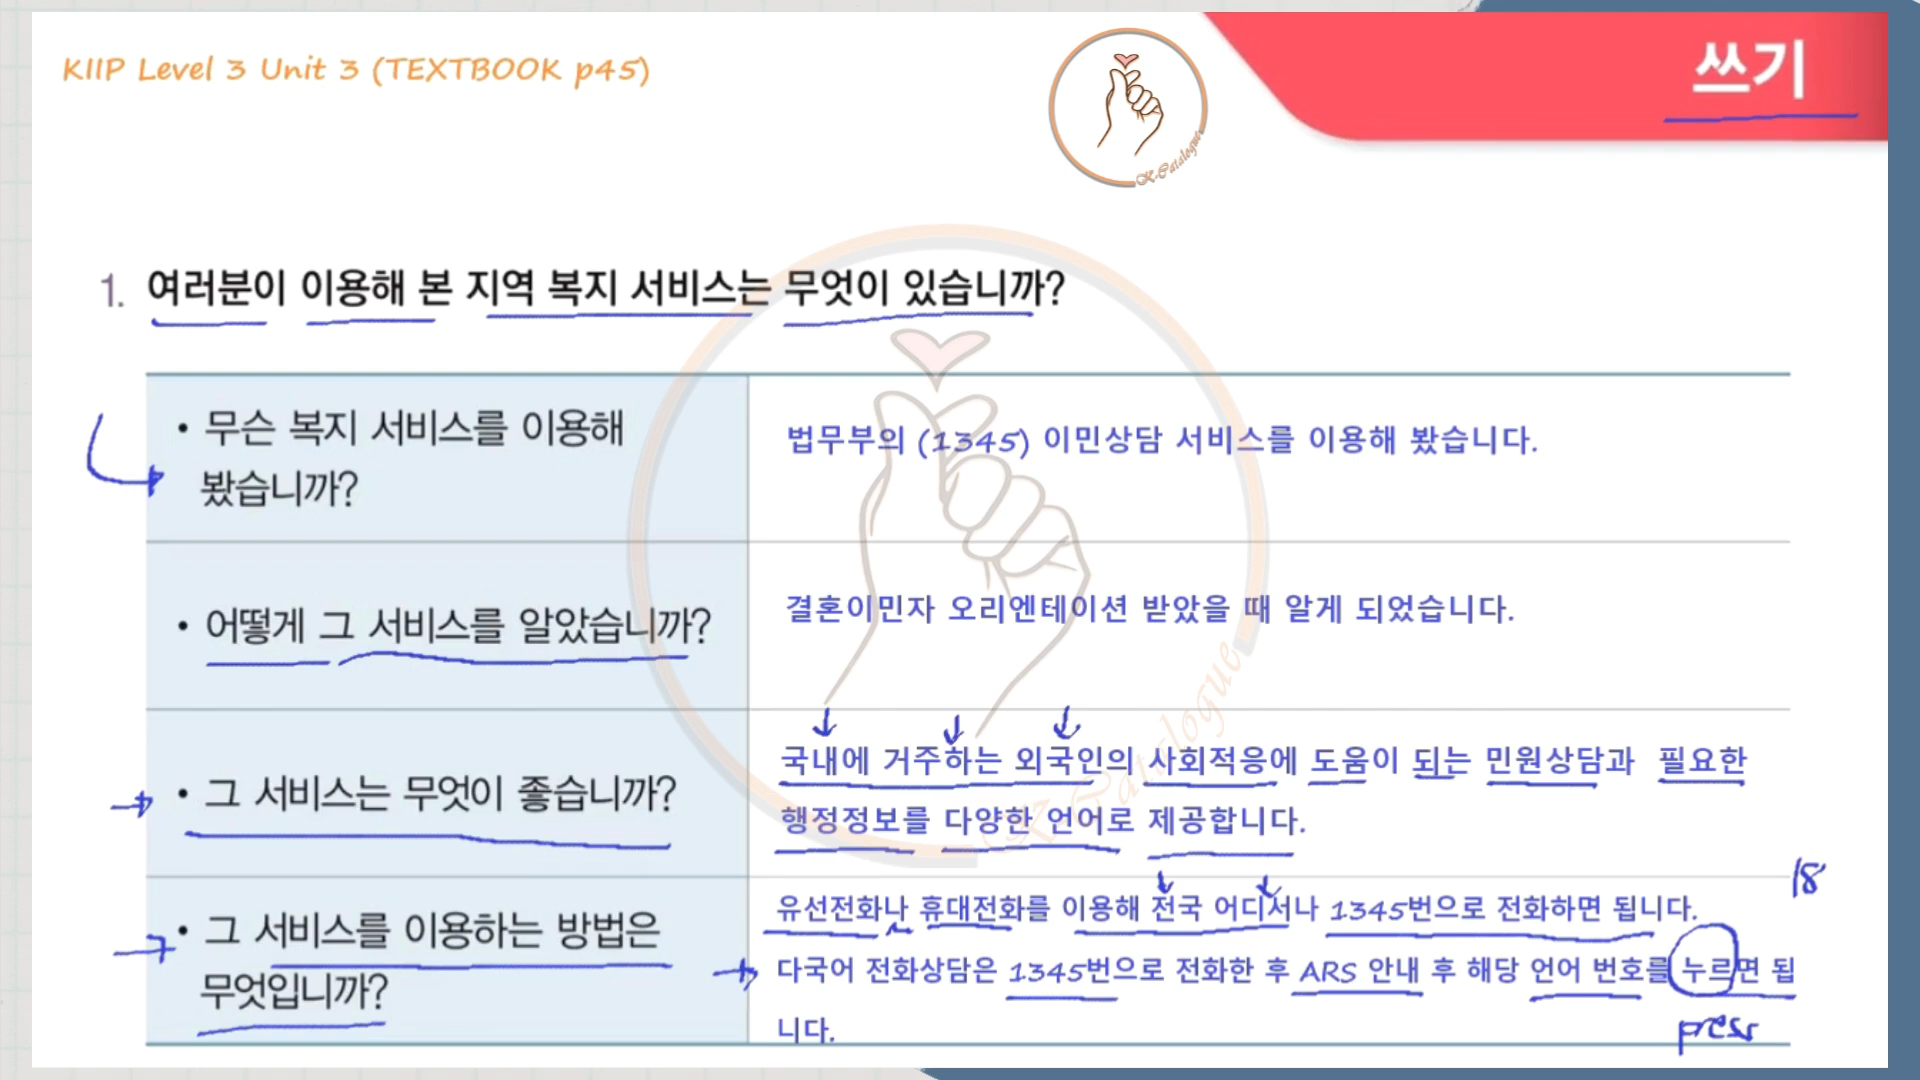 KIIP Level 3 Unit 3 (TEXTBOOK p45)
쓰기
K-Catalogue
1. 여러분이 이용해 본 지역 복지 서비스는 무엇이 있습니까?
• 무슨 복지 서비스를 이용해
봤습니까?
법무부의 (1345) 이민상담 서비스를 이용해 봤습니다.
• 어떻게 그 서비스를 알았습니까?
결혼이민자 오리엔테이션 받았을 때 알게 되었습니다.
K-Catalogue
• 그 서비스는 무엇이 좋습니까?
국내에 거주하는 외국인의 사회적응에 도움이 되는 민원상담과 필요한
행정정보를 다양한 언어로 제공합니다.
18
• 그 서비스를 이용하는 방법은
무엇입니까?
유선전화나 휴대전화를 이용해 전국 어디서나 1345번으로 전화하면 됩니다.
다국어 전화상담은 1345번으로 전화한 후 ARS 안내 후 해당 언어 번호를 누르면 됩
니다.
press